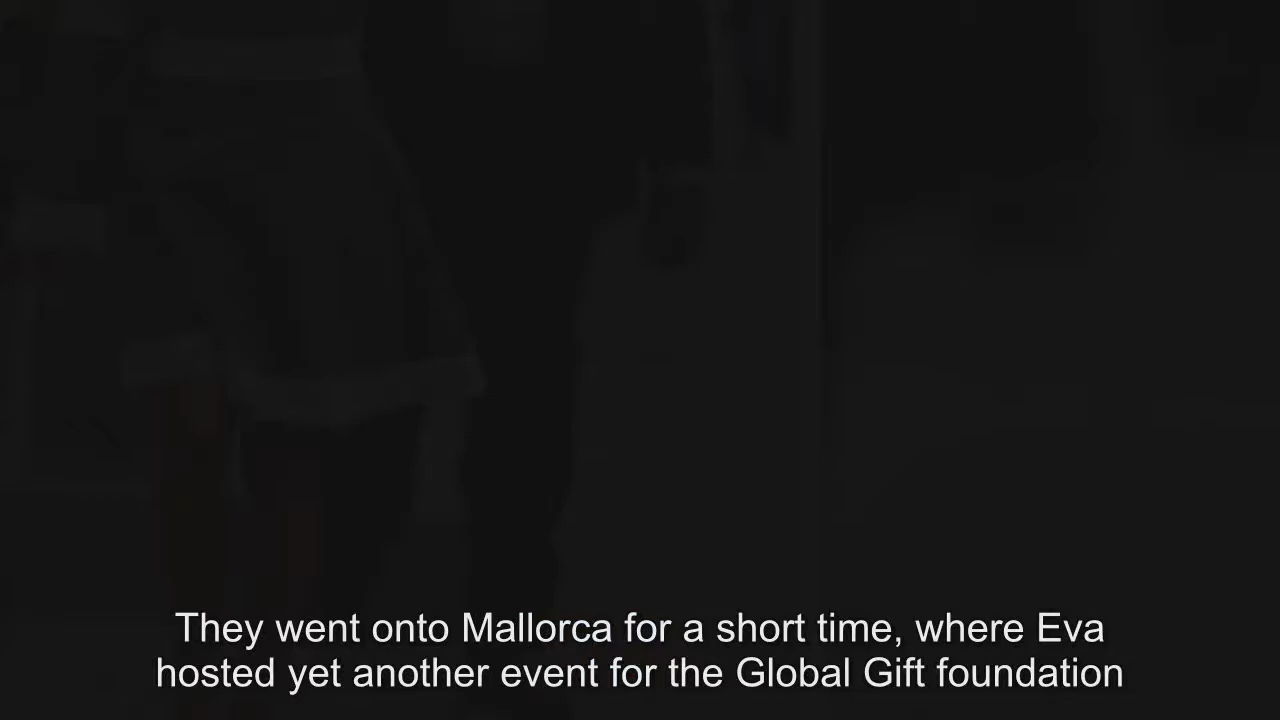 They went onto Mallorca for a short time, where Eva
hosted yet another event for the Global Gift foundation